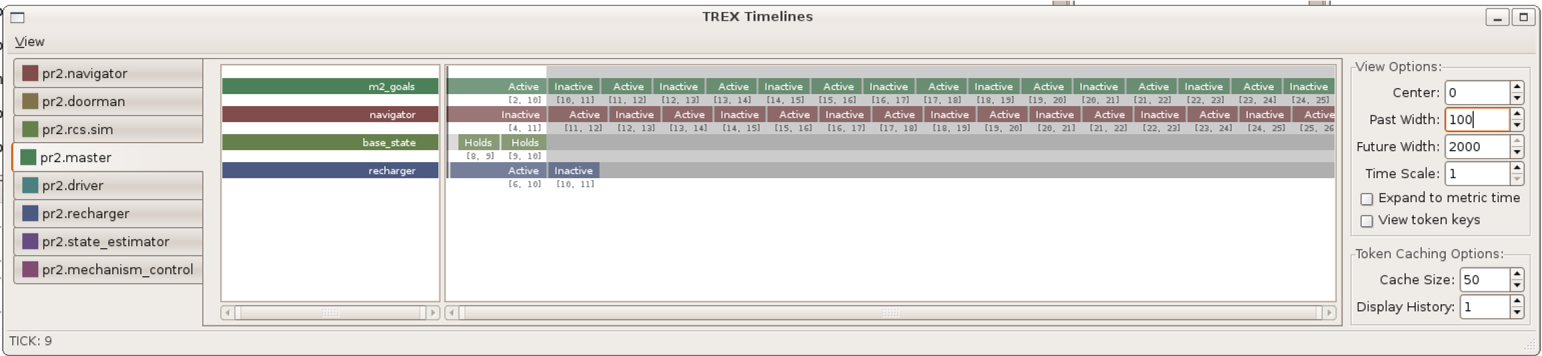 TREX Timelines
View
pr2.navigator
pr2.doorman
pr2.rcs.sim
pr2.master
pr2.driver
pr2.recharger
pr2.state_estimator
pr2.mechanism_control
m2_goals
navigator
base_state
recharger
Active Inactive Active Inactive Active Inactive Active Inactive Active Inactive Active Inactive Active Inactive Active Inactive
[2, 10] [10, 11] [11, 12] [12, 13] [13, 14] [14, 15] [15, 16] [16, 17] [17, 18] [18, 19] [19, 20] [20, 21] [21, 22] [22, 23] [23, 24] [24, 25]
Inactive Active Inactive Active Inactive Active Inactive Active Inactive Active Inactive Active Inactive Active Inactive Active
[4, 11] [11, 12] [12, 13] [13, 14] [14, 15] [15, 16] [16, 17] [17, 18] [18, 19] [19, 20] [20, 21] [21, 22] [22, 23] [23, 24] [24, 25] [25, 26
Holds Holds
[8, 9] [9, 10]
Active Inactive
[6, 10] [10, 11]
View Options:
Center: 0
Past Width: 100
Future Width: 2000
Time Scale: 1
Expand to metric time
View token keys
Token Caching Options:
Cache Size: 50
Display History: 1
TICK: 9